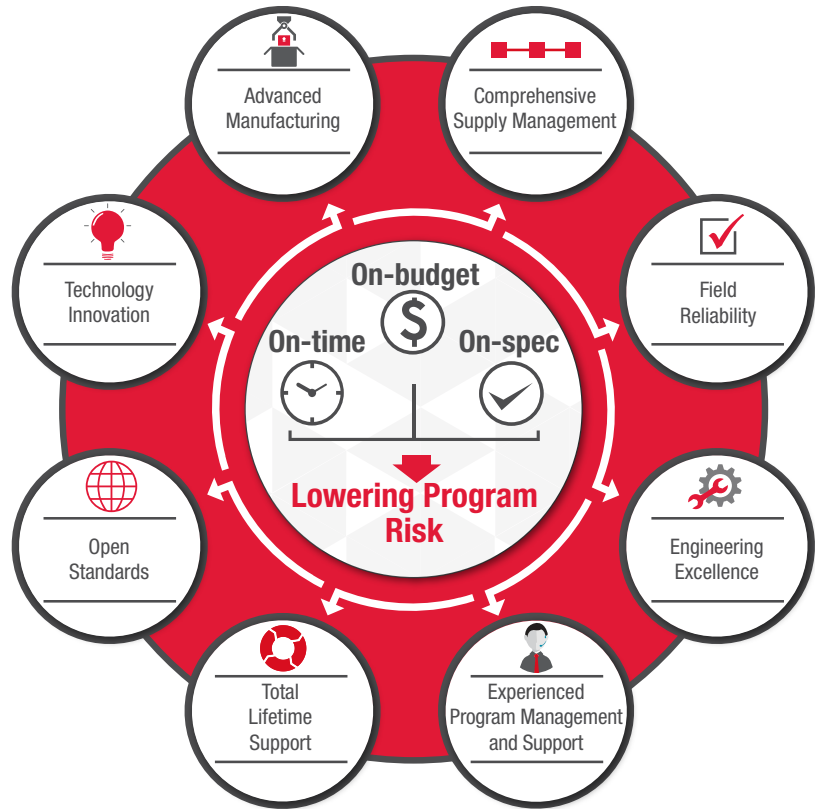 Advanced
Manufacturing
Comprehensive
Supply Management
Technology
Innovation
Field
Reliability
On-budget
$
On-time
On-spec
Lowering Program
Risk
Open
Standards
Engineering
Excellence
Total
Lifetime
Support
Experienced
Program Management
and Support